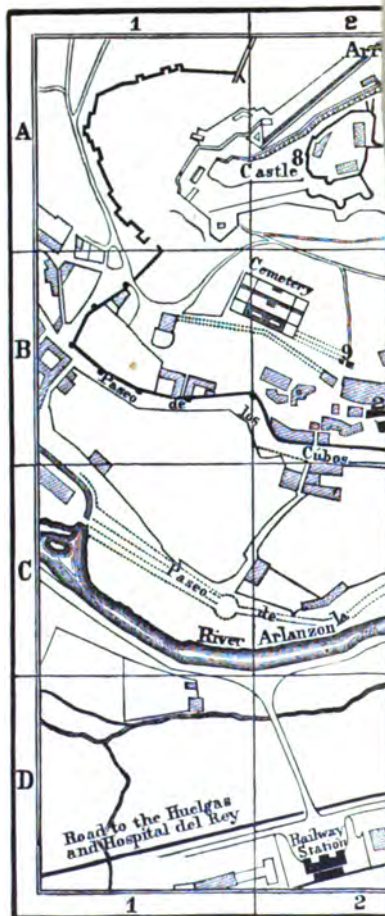 1 2
A
Arr
8
Castle
B
Cemetery
9
Paseo de los Cubos
C
Paseo de la
River Arlanzon
D
Road to the Huelgas
and Hospital del Rey
Railway
Station
1 2